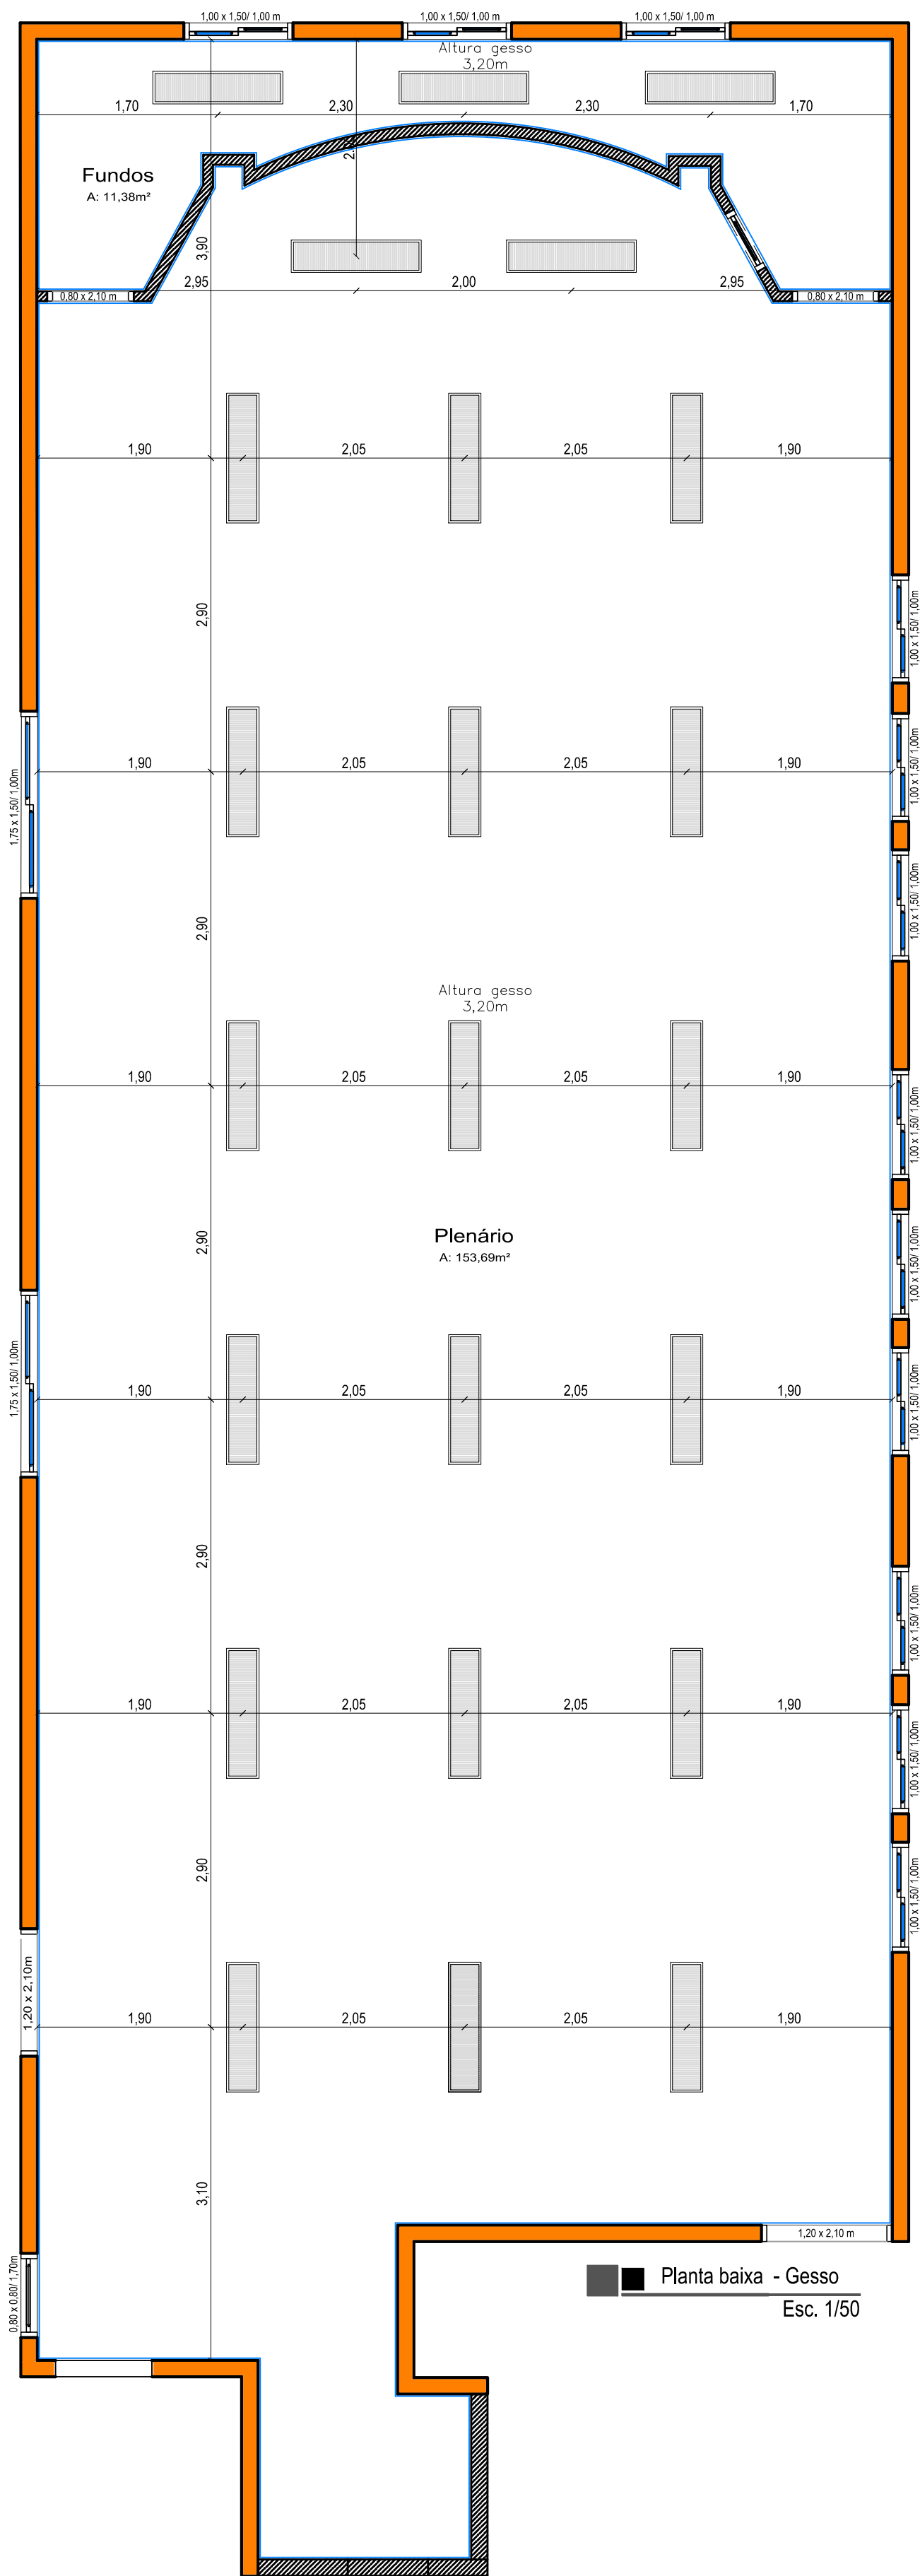 1,00 x 1,50/ 1,00 m
1,00 x 1,50/ 1,00 m
1,00 x 1,50/ 1,00 m
Altura gesso
3,20m
1,70
2,30
2,30
1,70
Fundos
A: 11,38m²
3,90
2,95
2,00
2,95
0,80 x 2,10 m
0,80 x 2,10 m
1,90
2,05
2,05
1,90
2,90
1,00 x 1,50/ 1,00m
1,00 x 1,50/ 1,00m
1,75 x 1,50/ 1,00m
1,90
2,05
2,05
1,90
1,00 x 1,50/ 1,00m
2,90
Altura gesso
3,20m
1,90
2,05
2,05
1,90
1,00 x 1,50/ 1,00m
2,90
Plenário
A: 153,69m²
1,00 x 1,50/ 1,00m
1,75 x 1,50/ 1,00m
1,90
2,05
2,05
1,90
1,00 x 1,50/ 1,00m
2,90
1,00 x 1,50/ 1,00m
1,90
2,05
2,05
1,90
1,00 x 1,50/ 1,00m
2,90
1,00 x 1,50/ 1,00m
1,20 x 2,10m
1,90
2,05
2,05
1,90
3,10
1,20 x 2,10 m
0,80 x 0,80/ 1,70m
Planta baixa - Gesso
Esc. 1/50